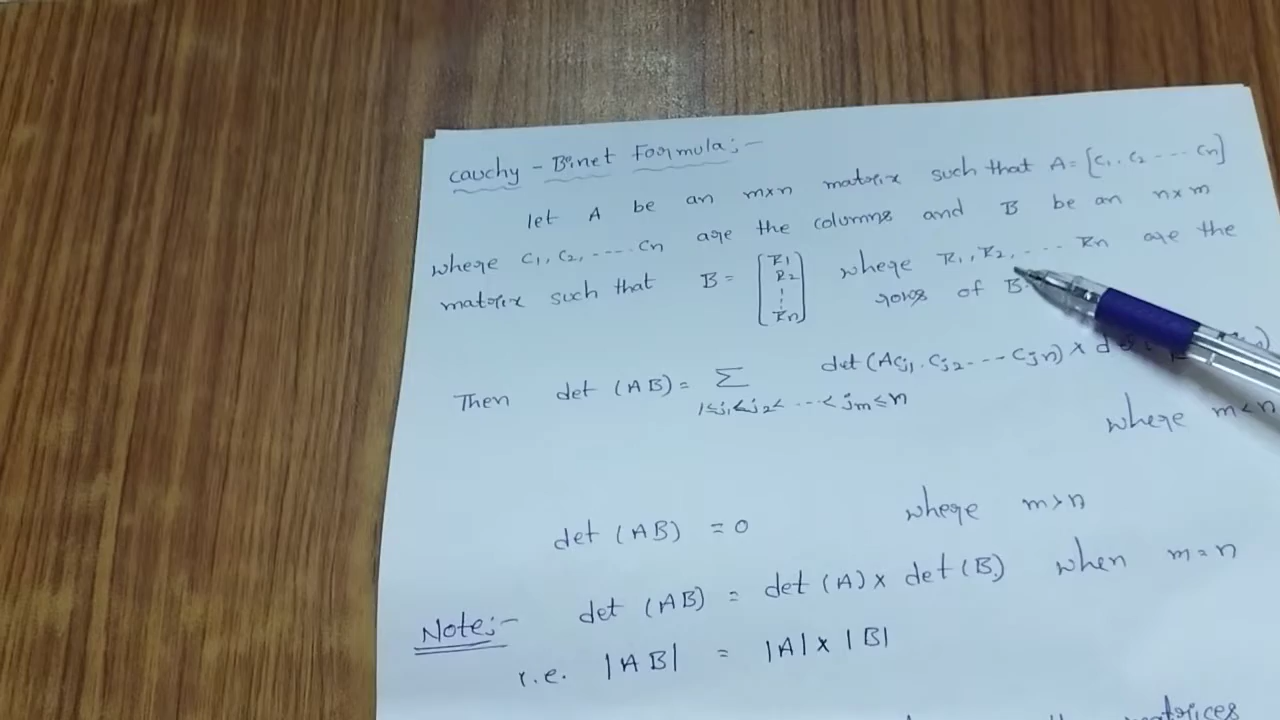 Cauchy - Binet Formula:-
let A be an m×n matrix such that A = [C1, C2 --- Cn]
where C1, C2, ---- Cn are the columns and B be an n×m
matrix such that B = [R1 R2 ⋮ Rn] where R1, R2, --- Rn are the
rows of B.
Then det (AB) = Σ det (ACj1, Cj2 --- Cjn) ×
1≤j1<j2< --- <jm≤n
where m<n
det (AB) = 0 where m>n
Note:- det (AB) = det (A) × det (B) when m=n
i.e. |AB| = |A| × |B|
matrices